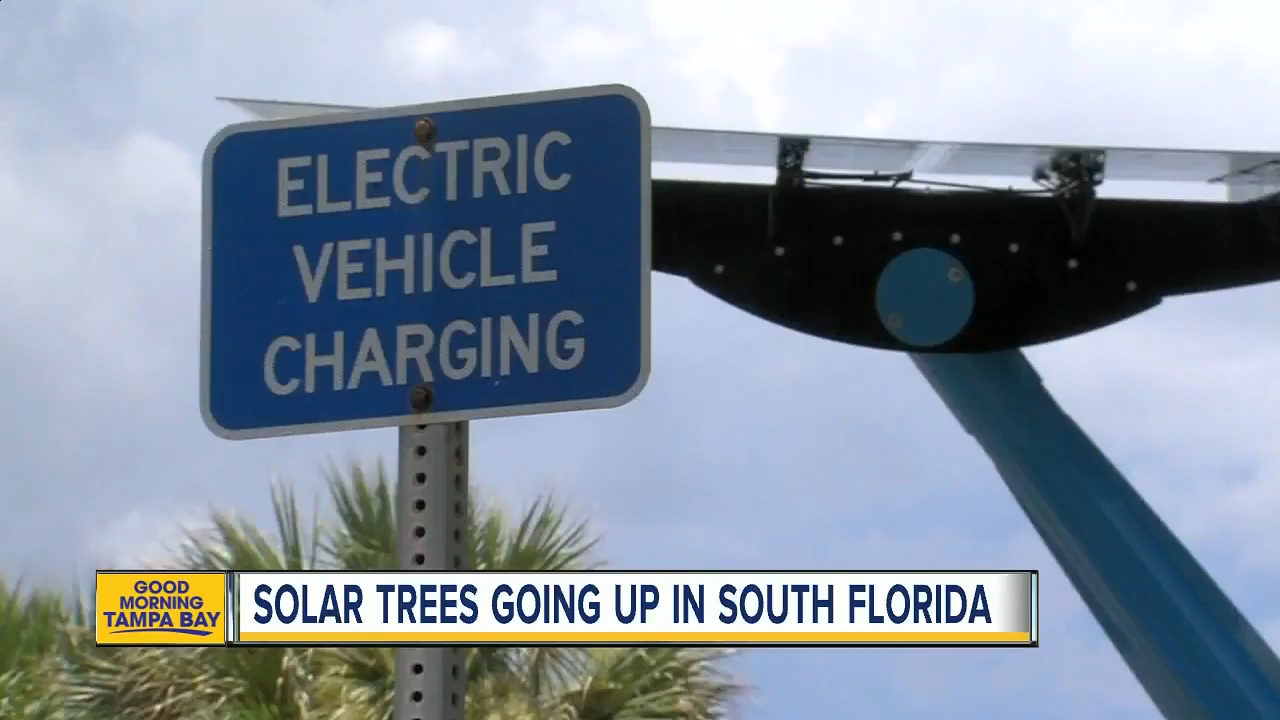 ELECTRIC
VEHICLE
CHARGING
GOOD
MORNING
TAMPA BAY
SOLAR TREES GOING UP IN SOUTH FLORIDA